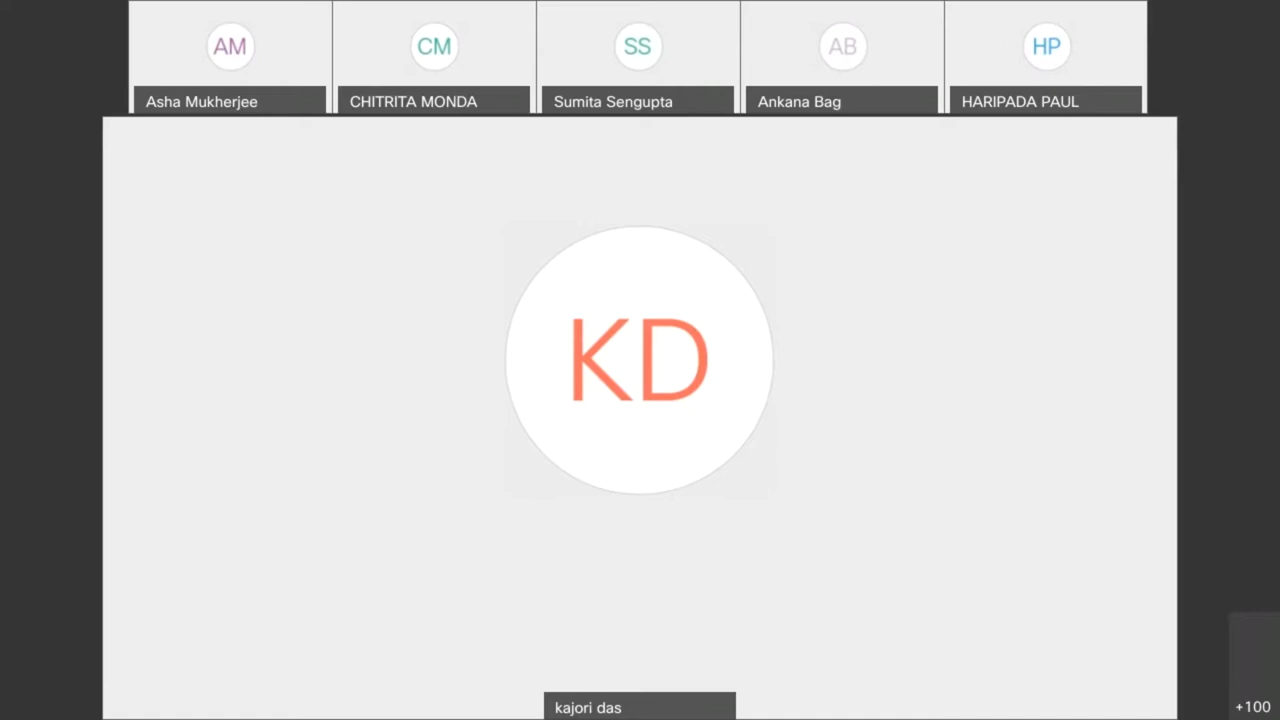 AM
CM
SS
AB
HP
Asha Mukherjee
CHITRITA MONDA
Sumita Sengupta
Ankana Bag
HARIPADA PAUL
KD
kajori das
+100